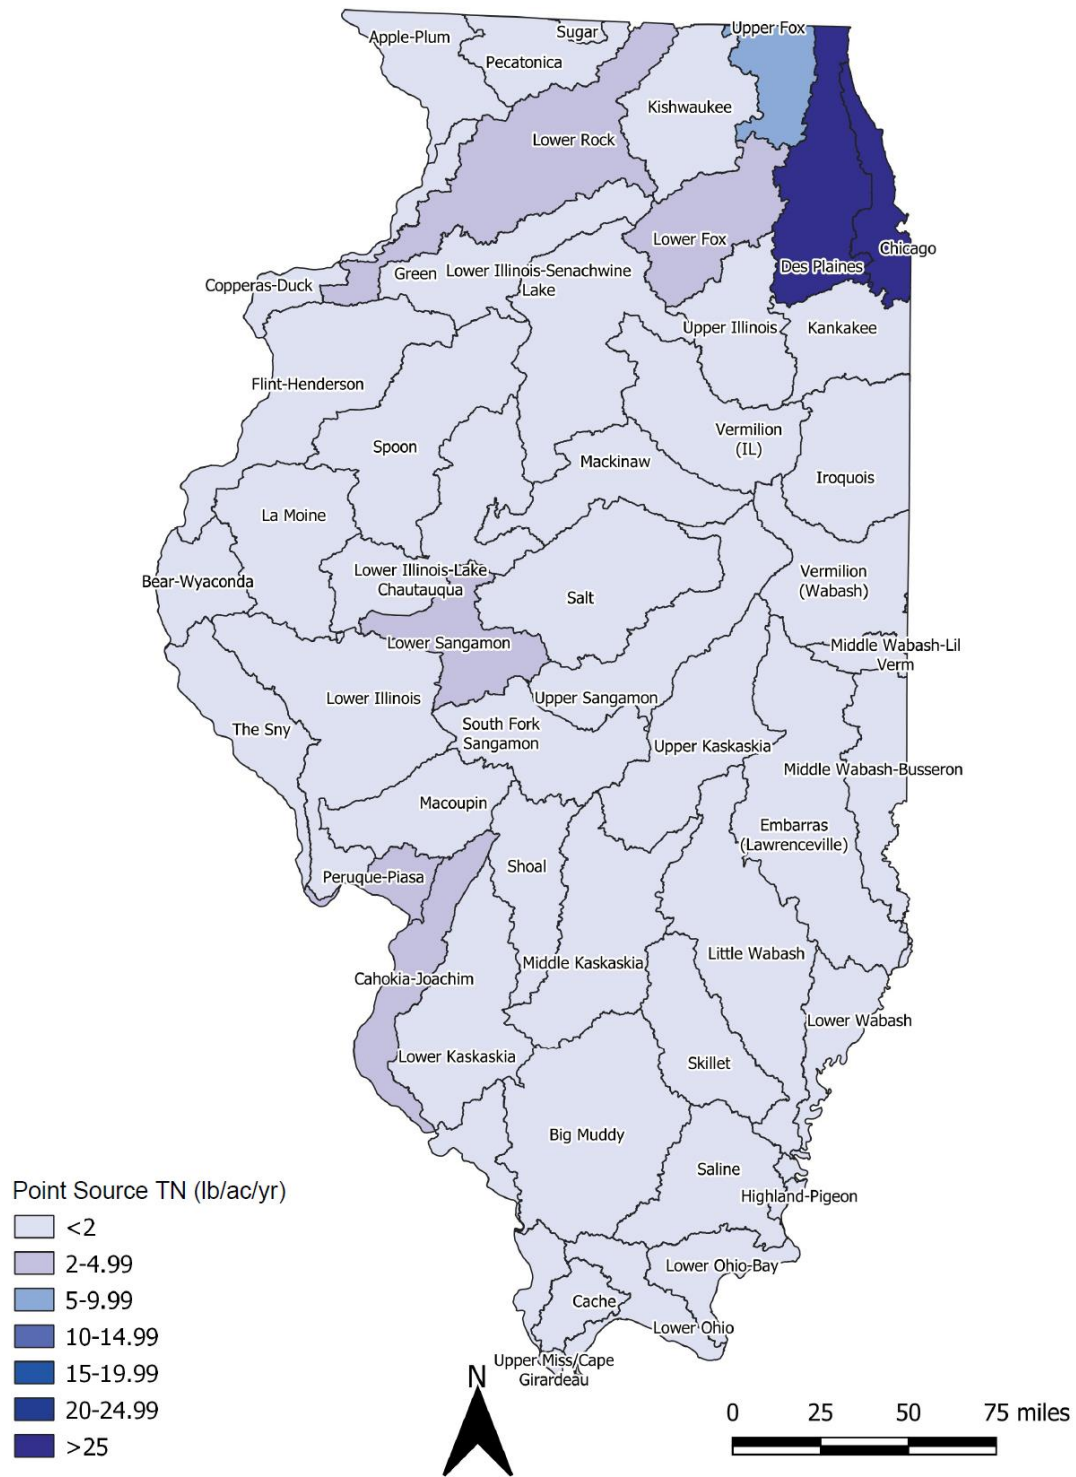 Apple-Plum
Sugar
Upper Fox
Pecatonica
Kishwaukee
Lower Rock
Lower Fox
Chicago
Des Plaines
Copperas-Duck
Green
Lower Illinois-Senachwine
Lake
Upper Illinois
Kankakee
Flint-Henderson
Spoon
Vermilion
(IL)
Mackinaw
Iroquois
La Moine
Bear-Wyaconda
Lower Illinois-Lake
Chautauqua
Salt
Vermilion
(Wabash)
Lower Sangamon
Middle Wabash-Lil
Verm
Lower Illinois
Upper Sangamon
The Sny
South Fork
Sangamon
Upper Kaskaskia
Middle Wabash-Busseron
Macoupin
Embarras
(Lawrenceville)
Peruque-Piasa
Shoal
Little Wabash
Middle Kaskaskia
Cahokia-Joachim
Lower Wabash
Lower Kaskaskia
Skillet
Big Muddy
Saline
Highland-Pigeon
Lower Ohio-Bay
Cache
Lower Ohio
Upper Miss/Cape
Girardeau
Point Source TN (lb/ac/yr)
<2
2-4.99
5-9.99
10-14.99
15-19.99
20-24.99
>25
N
0 25 50 75 miles